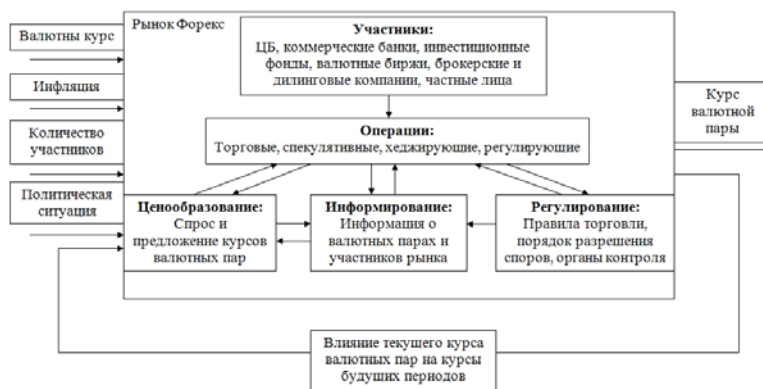 Рынок Форекс
Валютны курс
Инфляция
Количество
участников
Политическая
ситуация
Участники:
ЦБ, коммерческие банки, инвестиционные
фонды, валютные биржи, брокерские и
дилинговые компании, частные лица
Операции:
Торговые, спекулятивные, хеджируюшие, регулируюшие
Ценообразование:
Спрос и
предложение курсов
валютных пар
Информирование:
Информация о
валютных парах и
участников рынка
Регулирование:
Правила торговли,
порядок разрешения
споров, органы контроля
Курс
валютной
пары
Влияние текущего курса
валютных пар на курсы
будущих периодов